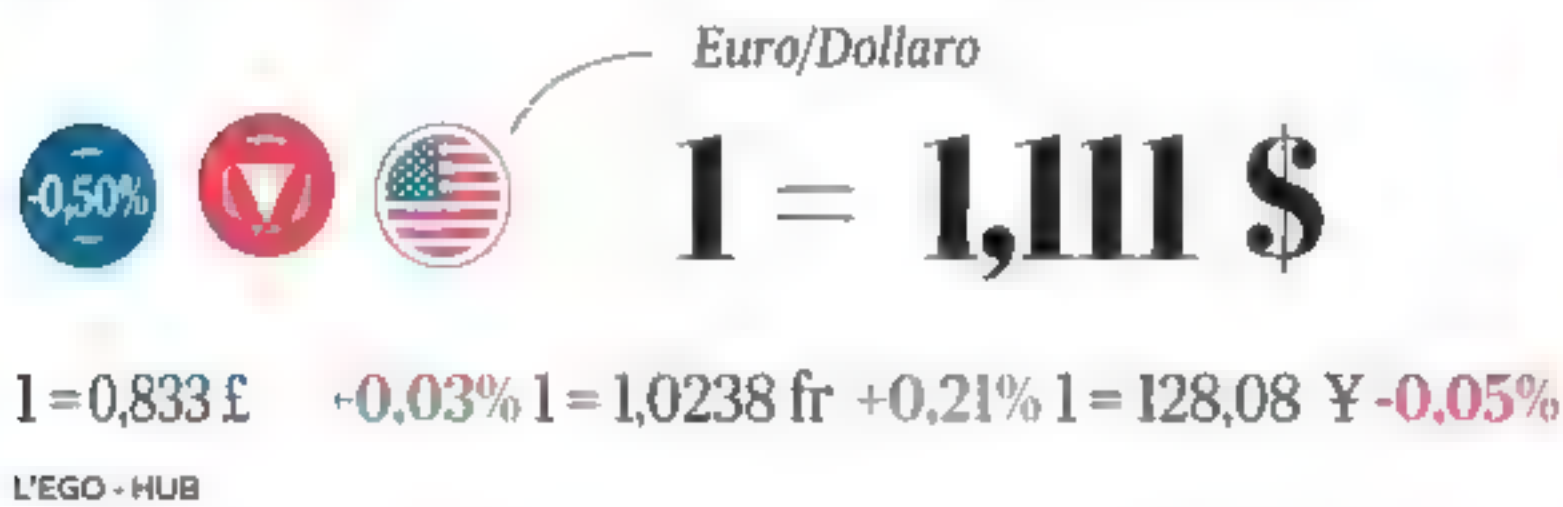 Euro/Dollaro
-0,50%
1 = 1,111 $
1 = 0,833 £ +0,03% 1 = 1,0238 fr +0,21% 1 = 128,08 ¥ -0,05%
L'EGO - HUB